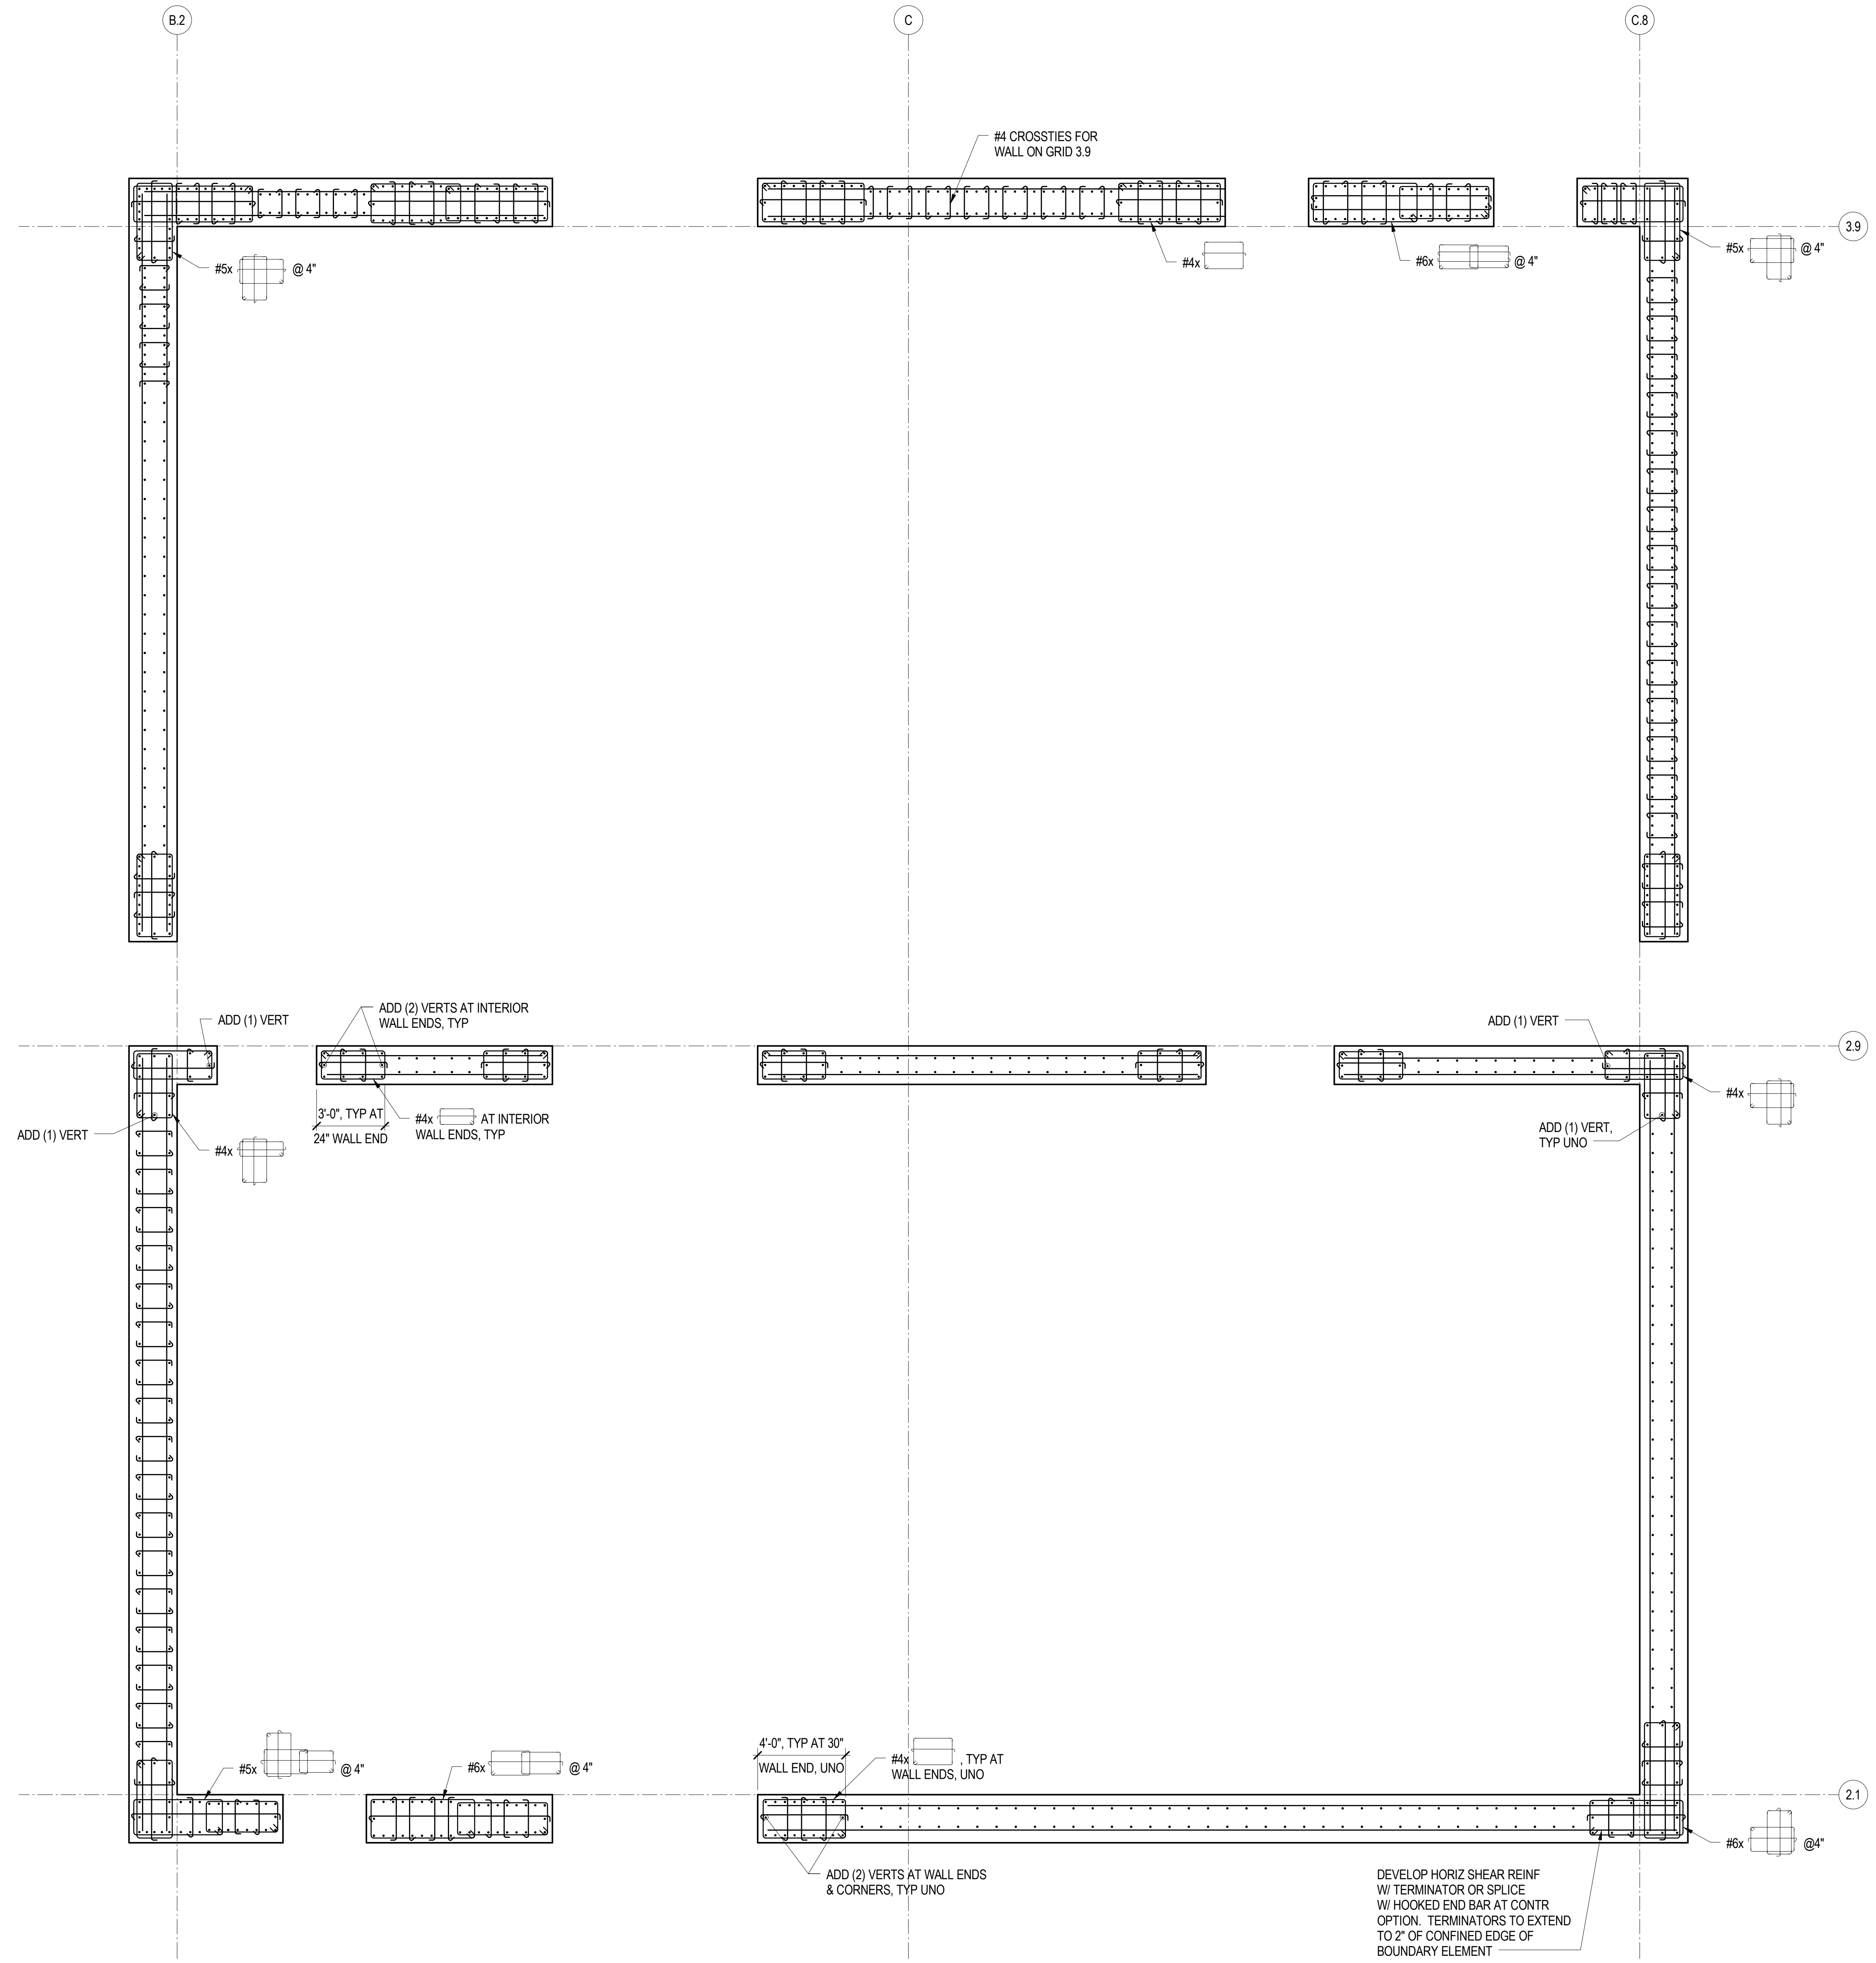 B.2
C
C.8
#4 CROSSTIES FOR
WALL ON GRID 3.9
3.9
#5x @ 4"
#4x
#6x @ 4"
#5x @ 4"
ADD (1) VERT
ADD (2) VERTS AT INTERIOR
WALL ENDS, TYP
ADD (1) VERT
2.9
3'-0", TYP AT
24" WALL END
#4x AT INTERIOR
WALL ENDS, TYP
#4x
ADD (1) VERT
#4x
ADD (1) VERT,
TYP UNO
4'-0", TYP AT 30"
WALL END, UNO
#4x , TYP AT
WALL ENDS, UNO
#5x @ 4"
#6x @ 4"
2.1
#6x @4"
ADD (2) VERTS AT WALL ENDS
& CORNERS, TYP UNO
DEVELOP HORIZ SHEAR REINF
W/ TERMINATOR OR SPLICE
W/ HOOKED END BAR AT CONTR
OPTION. TERMINATORS TO EXTEND
TO 2" OF CONFINED EDGE OF
BOUNDARY ELEMENT